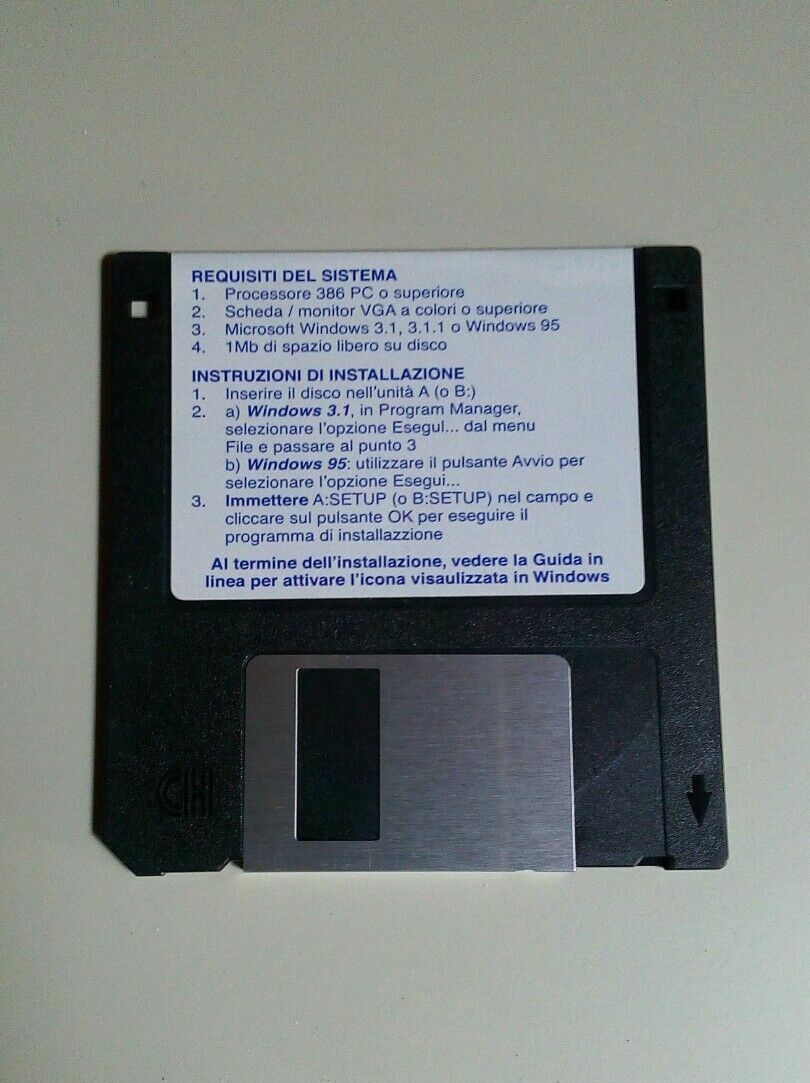 REQUISITI DEL SISTEMA
1. Processore 386 PC o superiore
2. Scheda / monitor VGA a colori o superiore
3. Microsoft Windows 3.1, 3.1.1 o Windows 95
4. 1Mb di spazio libero su disco
INSTRUZIONI DI INSTALLAZIONE
1. Inserire il disco nell'unità A (o B:)
2. a) Windows 3.1, in Program Manager,
selezionare l'opzione Esegul... dal menu
File e passare al punto 3
b) Windows 95: utilizzare il pulsante Avvio per
selezionare l'opzione Esegui...
3. Immettere A:SETUP (o B:SETUP) nel campo e
cliccare sul pulsante OK per eseguire il
programma di installazzione
Al termine dell'installazione, vedere la Guida in
linea per attivare l'icona visaulizzata in Windows
CH